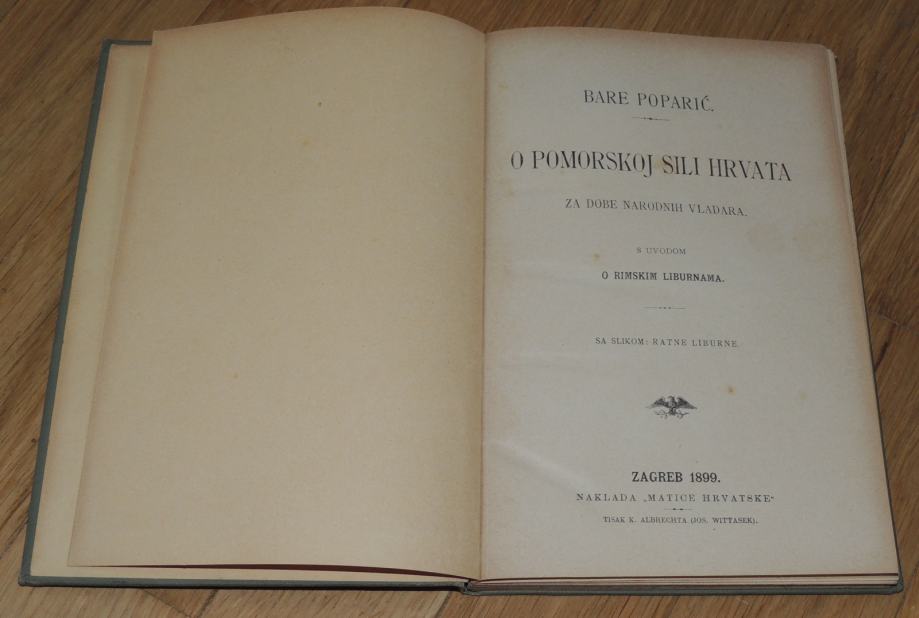 BARE POPARIĆ.
O POMORSKOJ SILI HRVATA
ZA DOBE NARODNIH VLADARA.
S UVODOM
O RIMSKIM LIBURNAMA.
SA SLIKOM: RATNE LIBURNE.
ZAGREB 1899.
NAKLADA „MATICE HRVATSKE“
TISAK K. ALBRECHTA (JOS. WITTASEK).